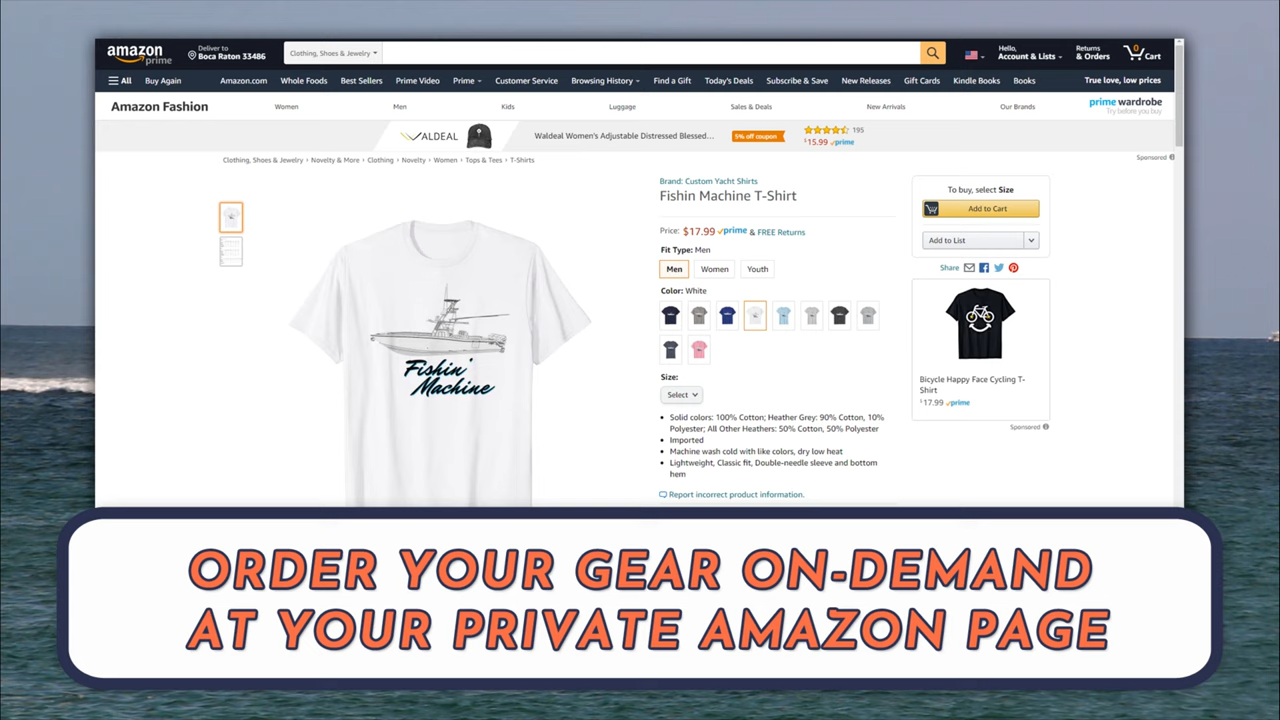 amazon
prime
Deliver to
Boca Raton 33486
Clothing, Shoes & Jewelry
Hello,
Account & Lists
Returns
& Orders
0
Cart
All
Buy Again
Amazon.com
Whole Foods
Best Sellers
Prime Video
Prime
Customer Service
Browsing History
Find a Gift
Today's Deals
Subscribe & Save
New Releases
Gift Cards
Kindle Books
Books
True love, low prices
Amazon Fashion
Women
Men
Kids
Luggage
Sales & Deals
New Arrivals
Our Brands
prime wardrobe
Try before you buy
WALDEAL
Waldeal Women's Adjustable Distressed Blessed...
5% off coupon
195
$15.99 prime
Sponsored
Clothing, Shoes & Jewelry › Novelty & More › Clothing › Novelty › Women › Tops & Tees › T-Shirts
Brand: Custom Yacht Shirts
Fishin Machine T-Shirt
Price: $17.99 prime & FREE Returns
Fit Type: Men
Men
Women
Youth
Color: White
Size:
Select
• Solid colors: 100% Cotton; Heather Grey: 90% Cotton, 10%
Polyester; All Other Heathers: 50% Cotton, 50% Polyester
• Imported
• Machine wash cold with like colors, dry low heat
• Lightweight, Classic fit, Double-needle sleeve and bottom
hem
Report incorrect product information.
To buy, select Size
Add to Cart
Add to List
Share
Bicycle Happy Face Cycling T-
Shirt
$17.99 prime
Sponsored
Fishin'
Machine
ORDER YOUR GEAR ON-DEMAND
AT YOUR PRIVATE AMAZON PAGE